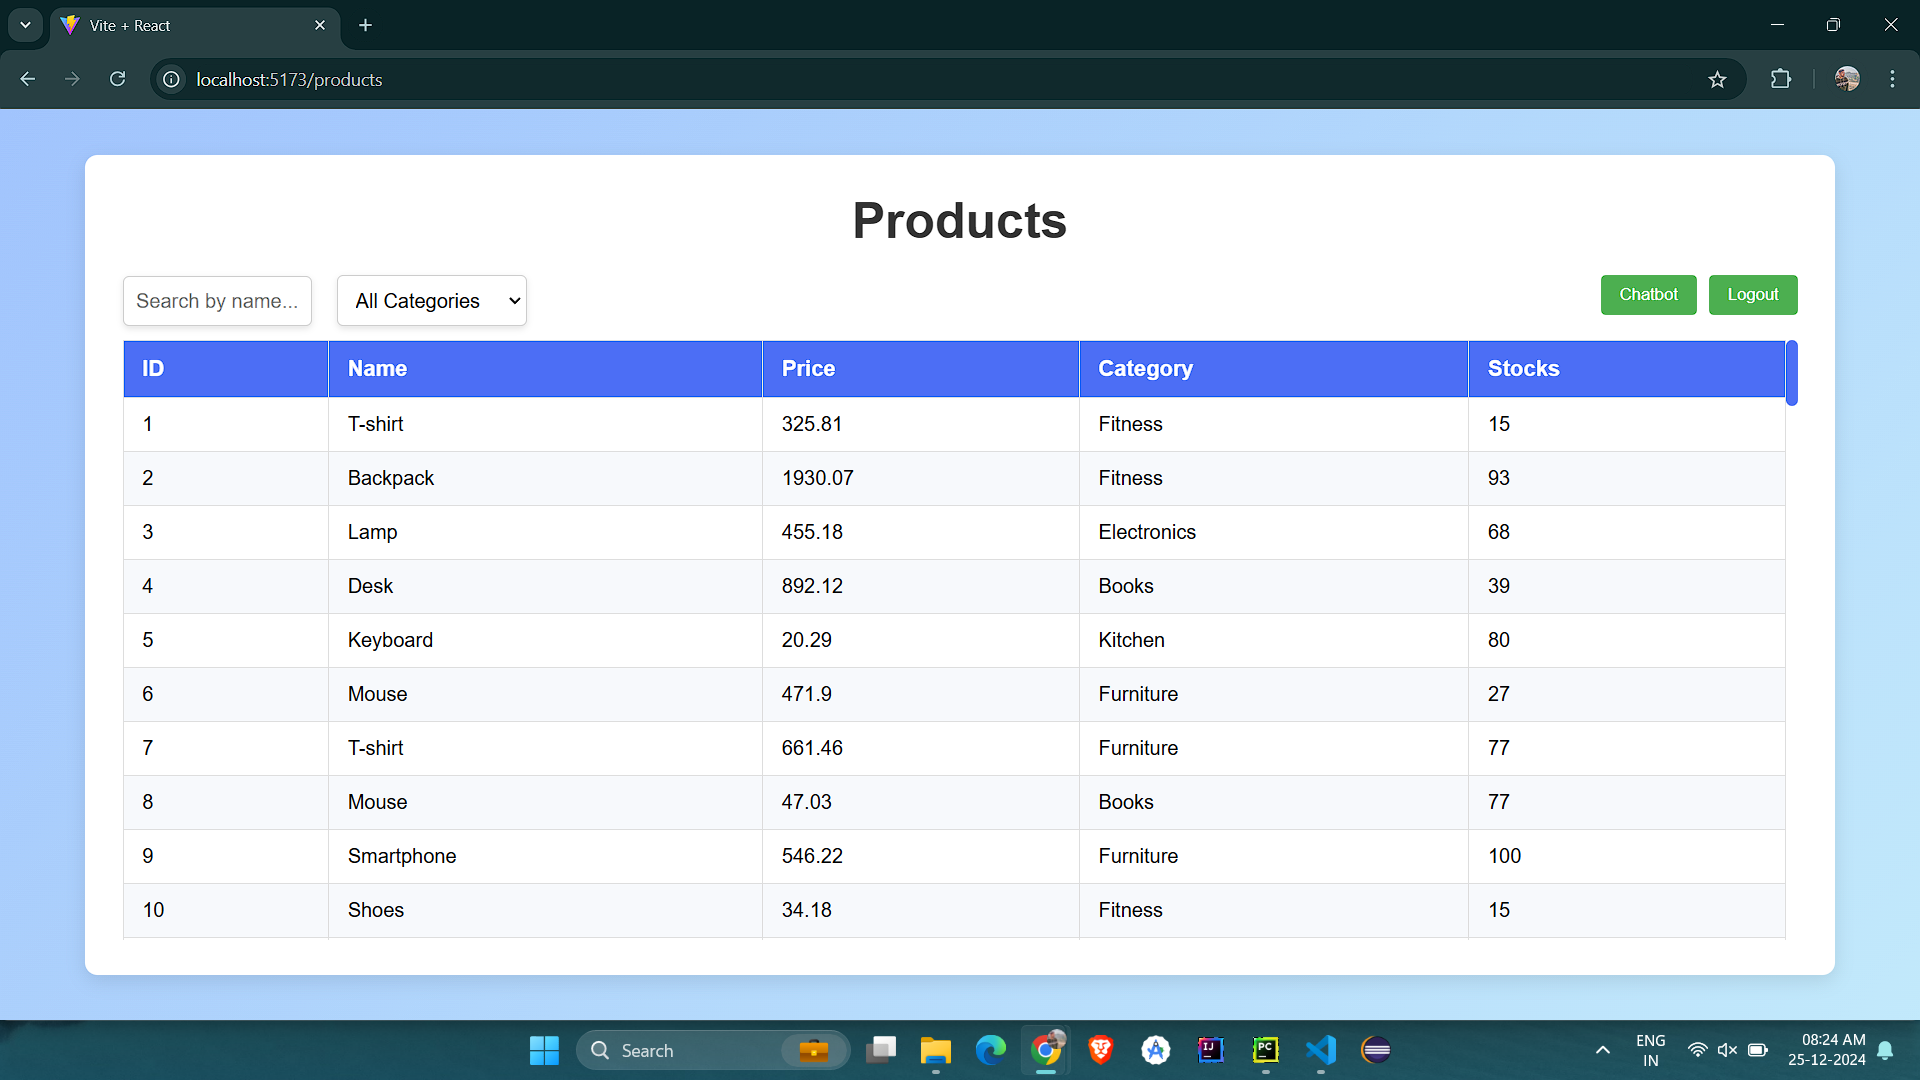 Vite + React
localhost:5173/products
Products
Search by name...
All Categories
Chatbot
Logout
ID Name Price Category Stocks
1 T-shirt 325.81 Fitness 15
2 Backpack 1930.07 Fitness 93
3 Lamp 455.18 Electronics 68
4 Desk 892.12 Books 39
5 Keyboard 20.29 Kitchen 80
6 Mouse 471.9 Furniture 27
7 T-shirt 661.46 Furniture 77
8 Mouse 47.03 Books 77
9 Smartphone 546.22 Furniture 100
10 Shoes 34.18 Fitness 15
Search
IJ
PC
ENG
IN
08:24 AM
25-12-2024